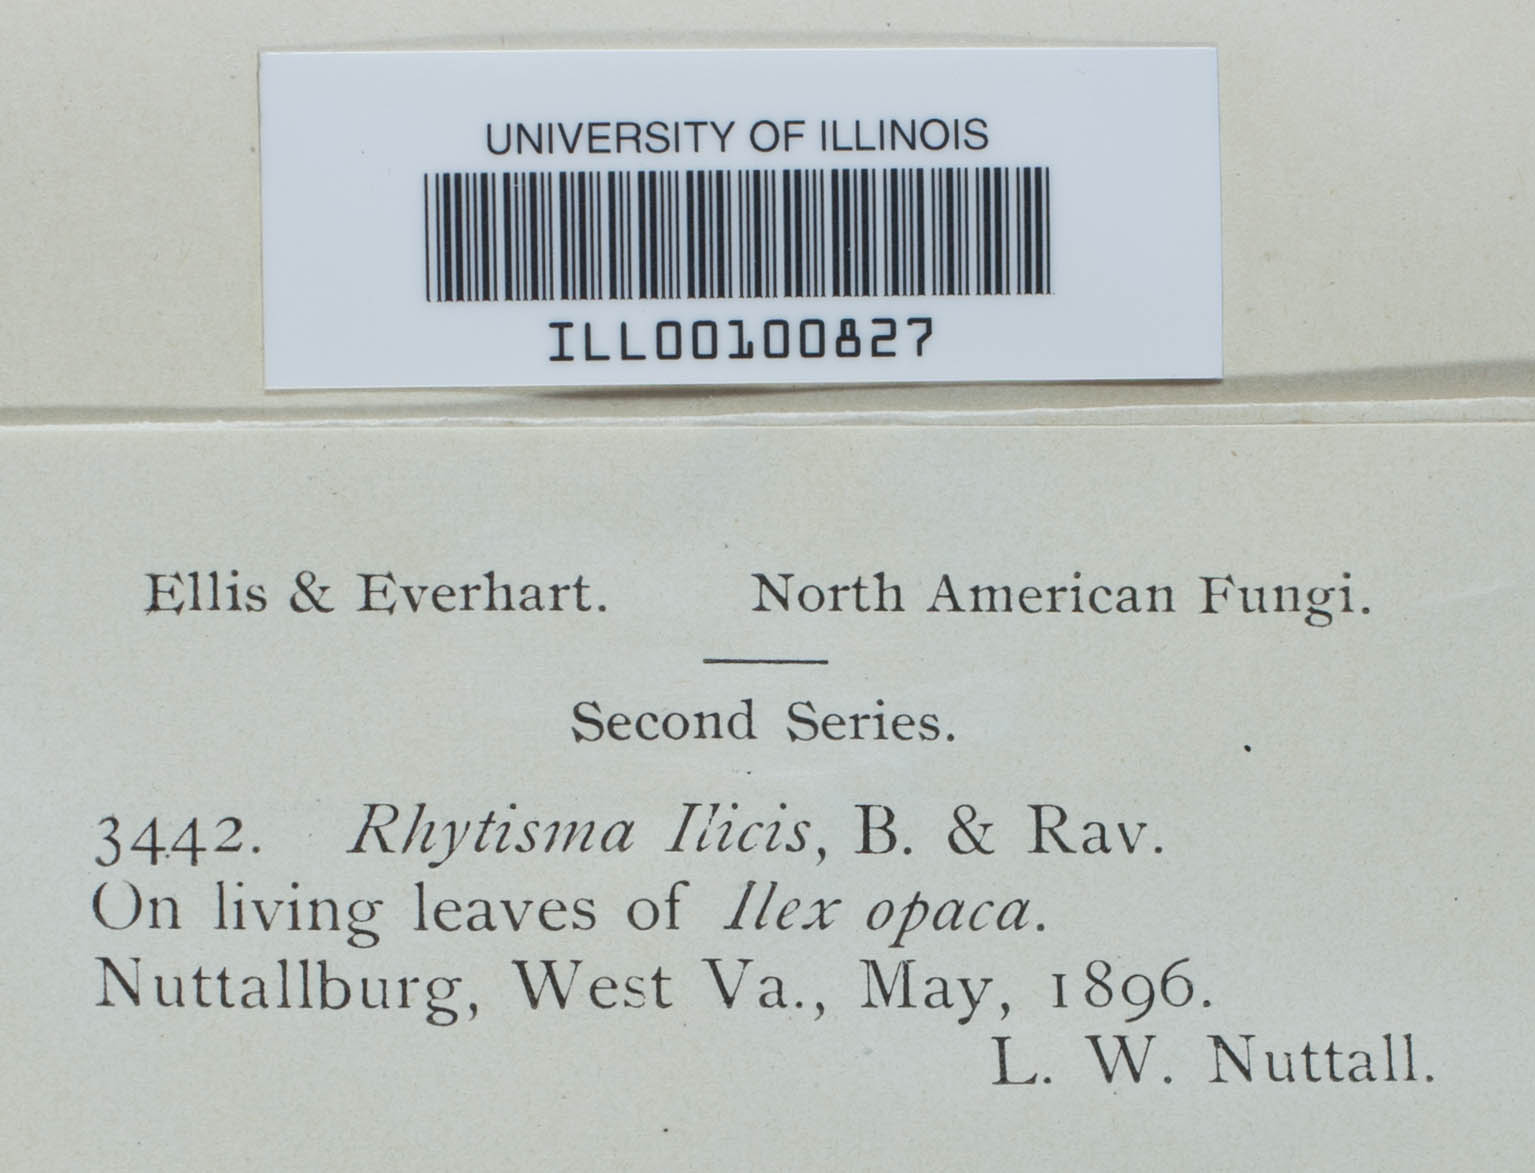 UNIVERSITY OF ILLINOIS
ILL00100827
Ellis & Everhart. North American Fungi.
Second Series.
3442. Rhytisma Ilicis, B. & Rav.
On living leaves of Ilex opaca.
Nuttallburg, West Va., May, 1896.
L. W. Nuttall.